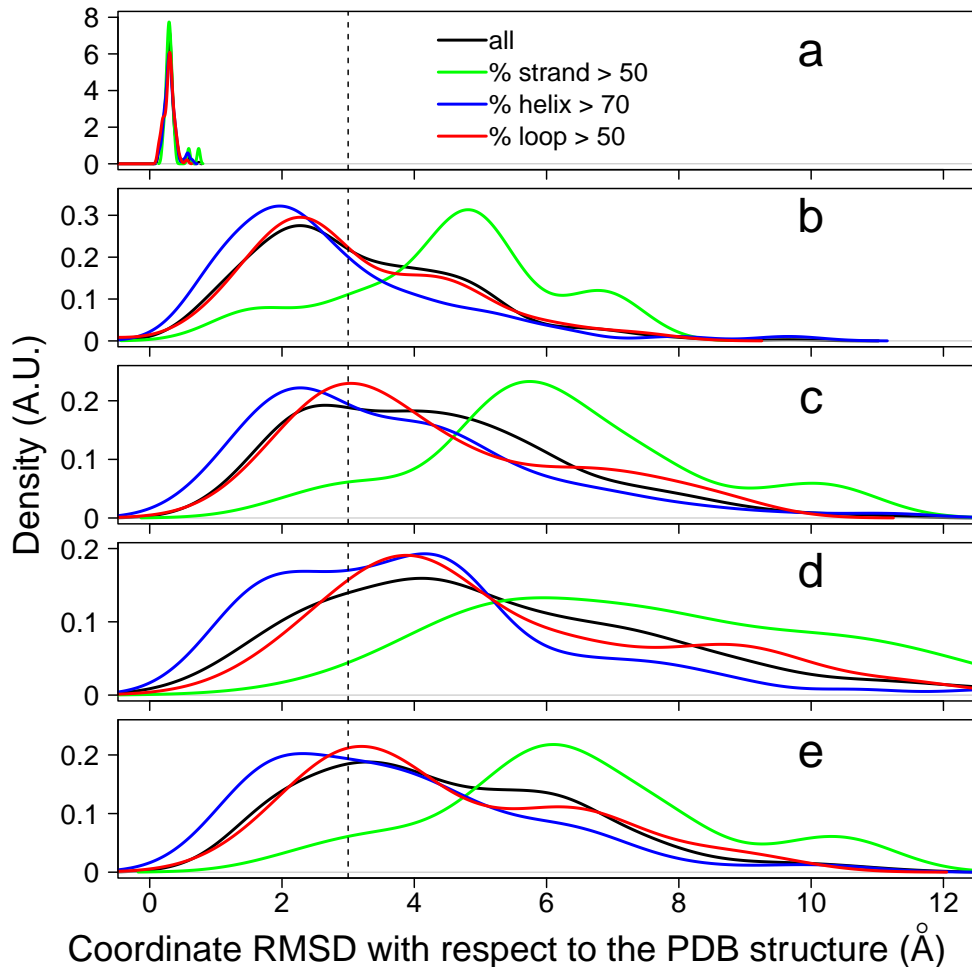 a
8
6
4
2
0
all
% strand > 50
% helix > 70
% loop > 50
b
0.3
0.2
0.1
0
c
0.2
0.1
0
d
0.2
0.1
0
e
0.2
0.1
0
Density (A.U.)
0 2 4 6 8 10 12
Coordinate RMSD with respect to the PDB structure (Å)